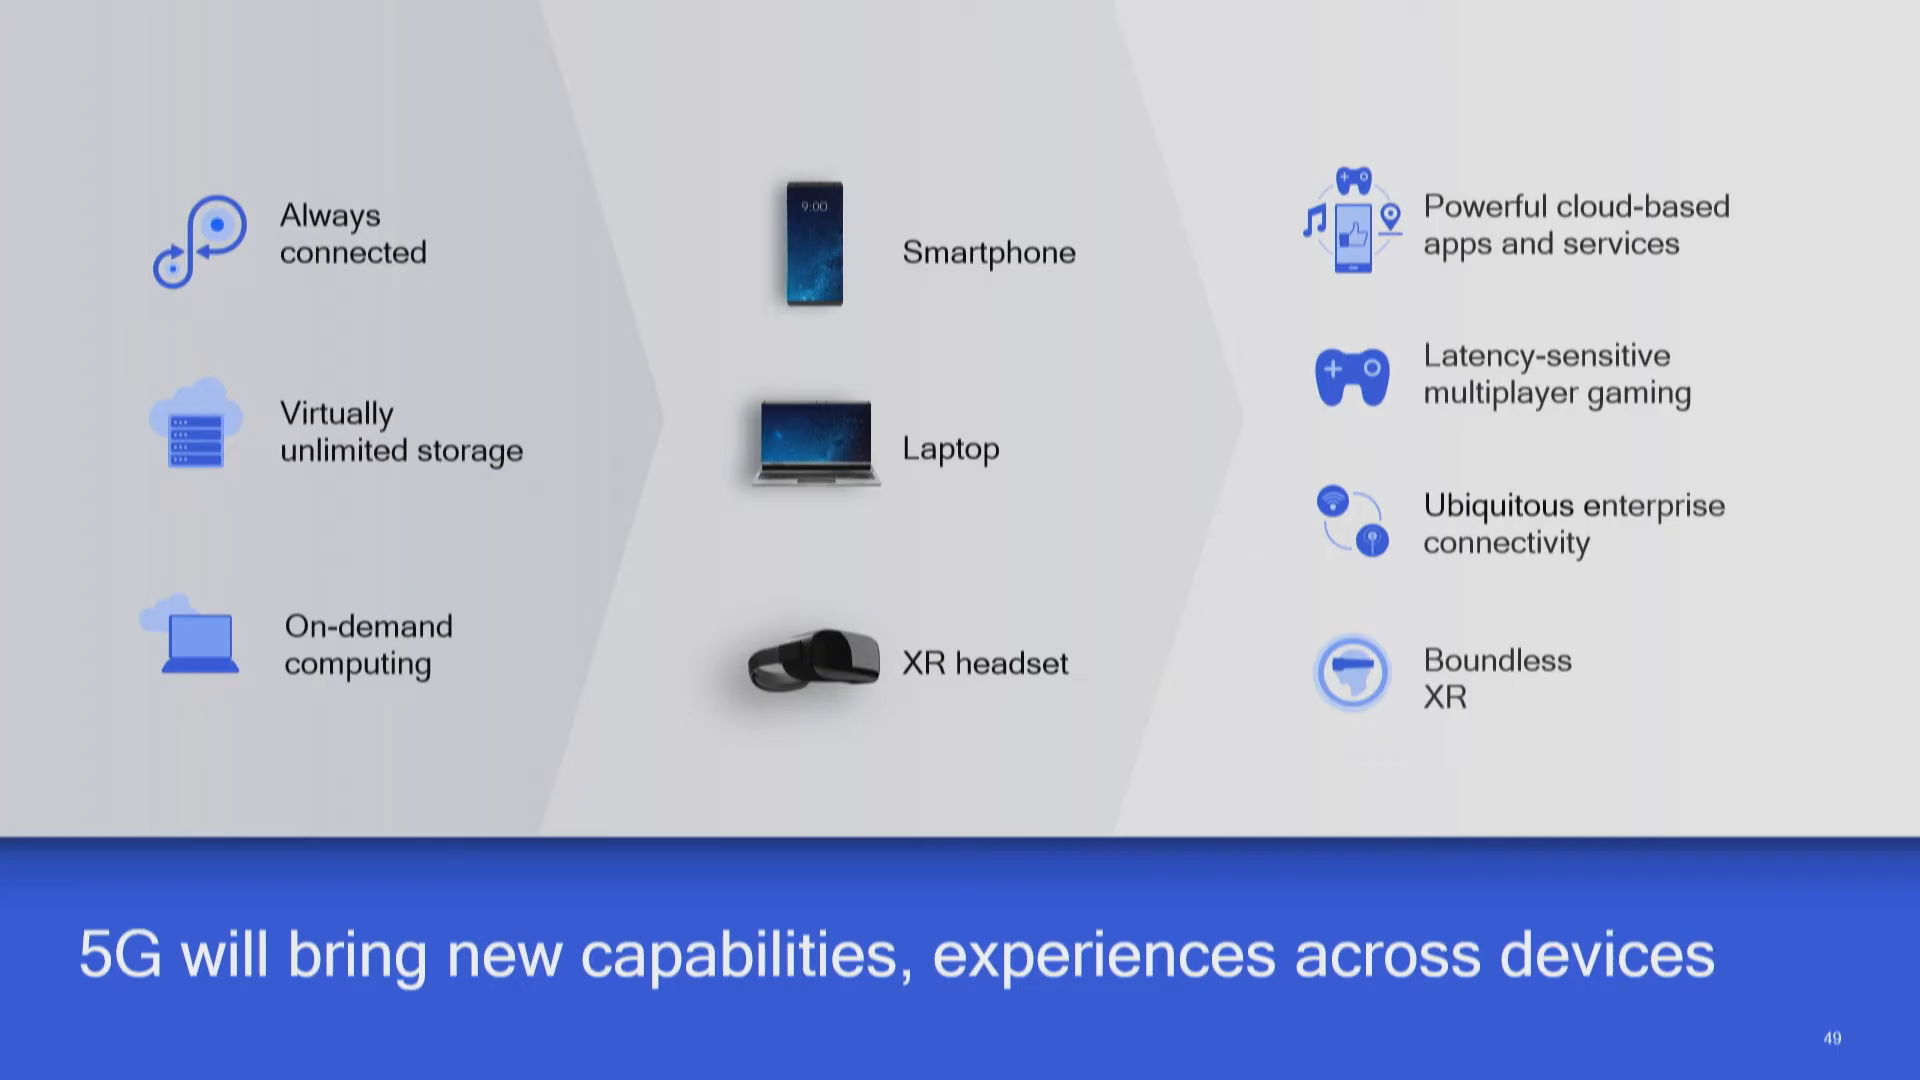 Always
connected
Virtually
unlimited storage
On-demand
computing
9:00
Smartphone
Laptop
XR headset
Powerful cloud-based
apps and services
Latency-sensitive
multiplayer gaming
Ubiquitous enterprise
connectivity
Boundless
XR
5G will bring new capabilities, experiences across devices
49